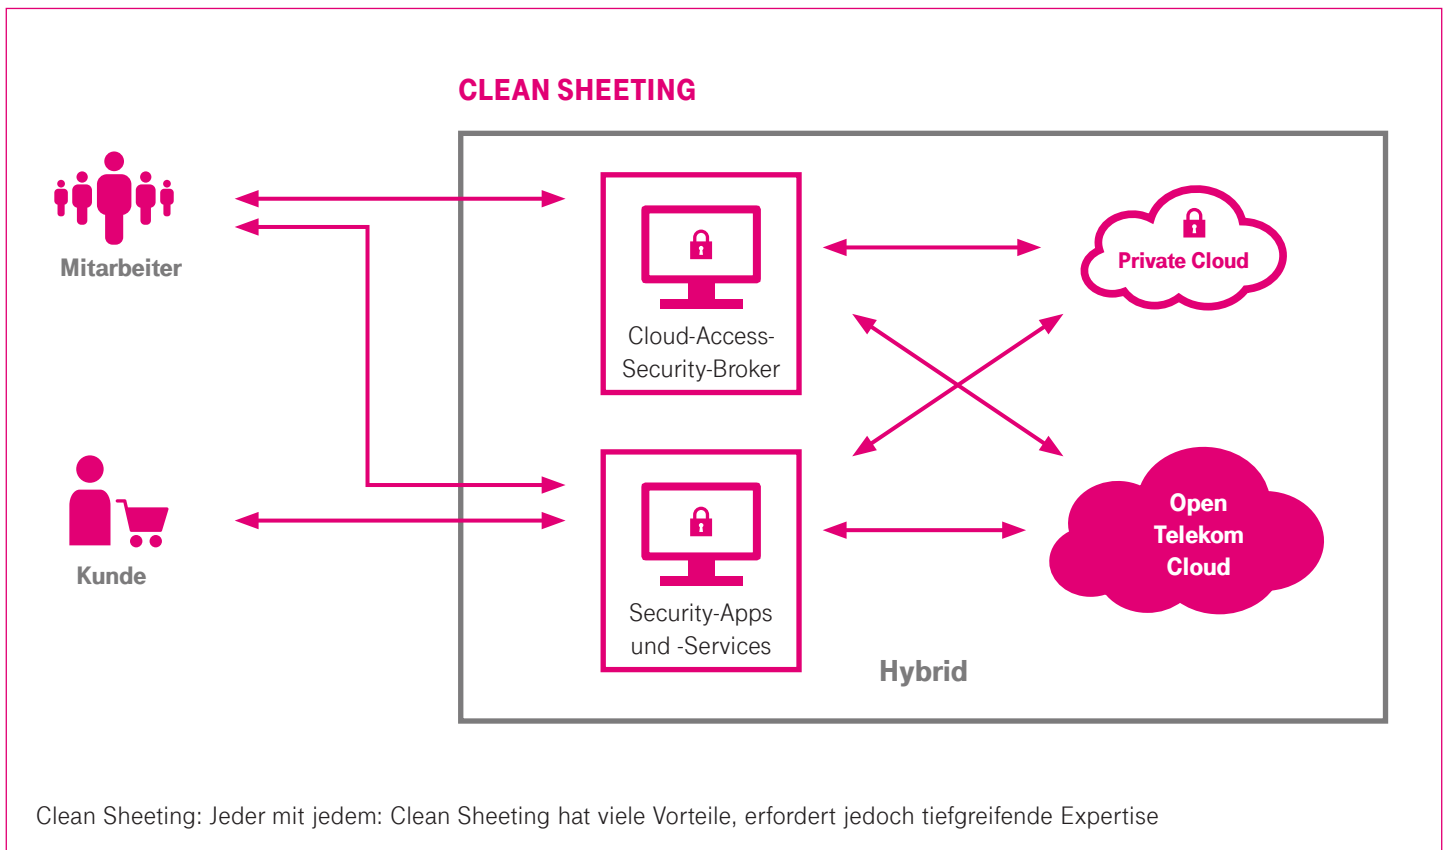 CLEAN SHEETING
Mitarbeiter
Cloud-Access-
Security-Broker
Private Cloud
Kunde
Security-Apps
und -Services
Open
Telekom
Cloud
Hybrid
Clean Sheeting: Jeder mit jedem: Clean Sheeting hat viele Vorteile, erfordert jedoch tiefgreifende Expertise